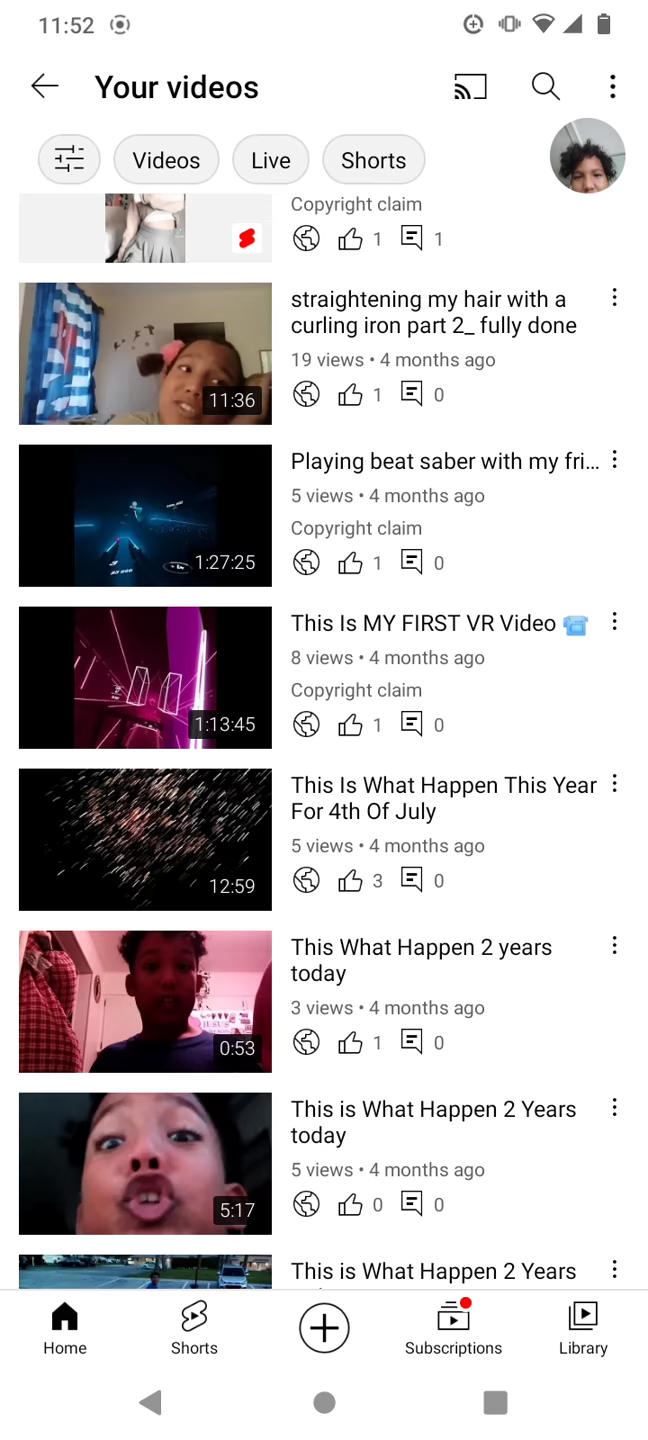 11:52
Your videos
Videos
Live
Shorts
Copyright claim
1
1
straightening my hair with a
curling iron part 2_ fully done
11:36
19 views • 4 months ago
1
0
Playing beat saber with my fri...
5 views • 4 months ago
Copyright claim
1:27:25
1
0
This Is MY FIRST VR Video
8 views • 4 months ago
Copyright claim
1:13:45
1
0
This Is What Happen This Year
For 4th Of July
5 views • 4 months ago
12:59
3
0
This What Happen 2 years
today
3 views • 4 months ago
JESUS
0:53
1
0
This is What Happen 2 Years
today
5 views • 4 months ago
5:17
0
0
This is What Happen 2 Years
Home
Shorts
Subscriptions
Library